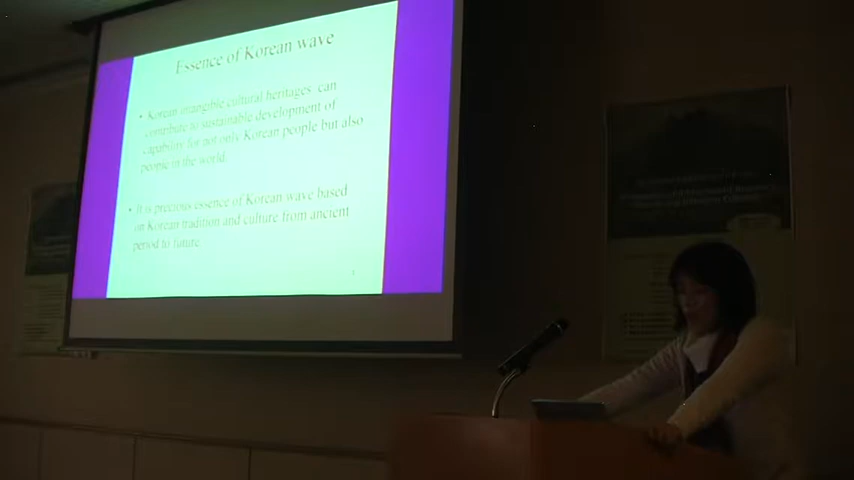 Essence of Korean wave
• Korean intangible cultural heritages can
contribute to sustainable development of
capability for not only Korean people but also
people in the world.
• It is precious essence of Korean wave based
on Korean tradition and culture from ancient
period to future